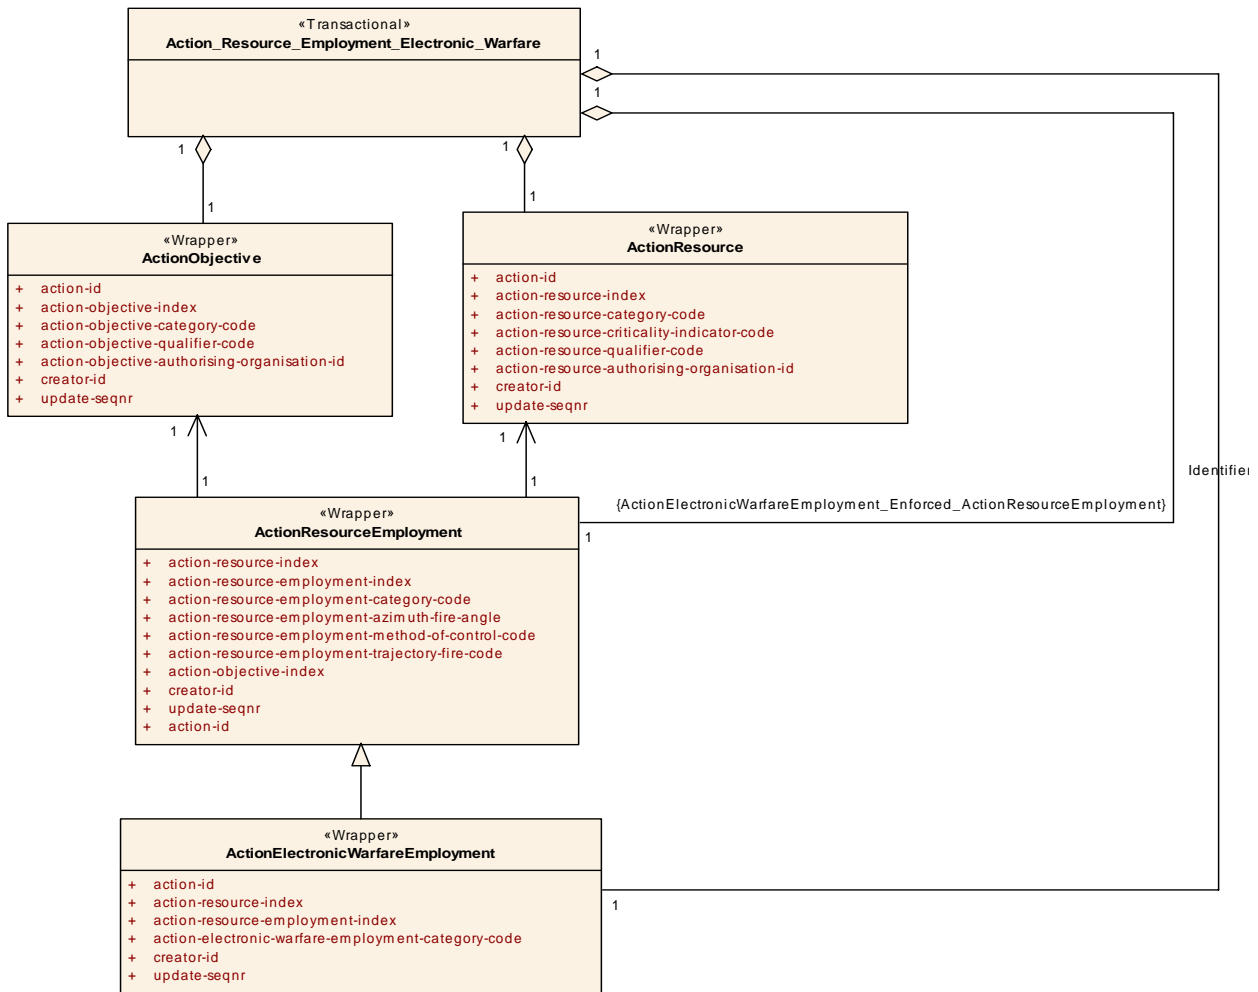 «Transactional»
Action_Resource_Employment_Electronic_Warfare
1
1
1
1
1
1
«Wrapper»
ActionObjective
+ action-id
+ action-objective-index
+ action-objective-category-code
+ action-objective-qualifier-code
+ action-objective-authorising-organisation-id
+ creator-id
+ update-seqnr
«Wrapper»
ActionResource
+ action-id
+ action-resource-index
+ action-resource-category-code
+ action-resource-criticality-indicator-code
+ action-resource-qualifier-code
+ action-resource-authorising-organisation-id
+ creator-id
+ update-seqnr
1
1
1
1
Identifier
{ActionElectronicWarfareEmployment_Enforced_ActionResourceEmployment}
1
«Wrapper»
ActionResourceEmployment
+ action-resource-index
+ action-resource-employment-index
+ action-resource-employment-category-code
+ action-resource-employment-azimuth-fire-angle
+ action-resource-employment-method-of-control-code
+ action-resource-employment-trajectory-fire-code
+ action-objective-index
+ creator-id
+ update-seqnr
+ action-id
«Wrapper»
ActionElectronicWarfareEmployment
+ action-id
+ action-resource-index
+ action-resource-employment-index
+ action-electronic-warfare-employment-category-code
+ creator-id
+ update-seqnr
1